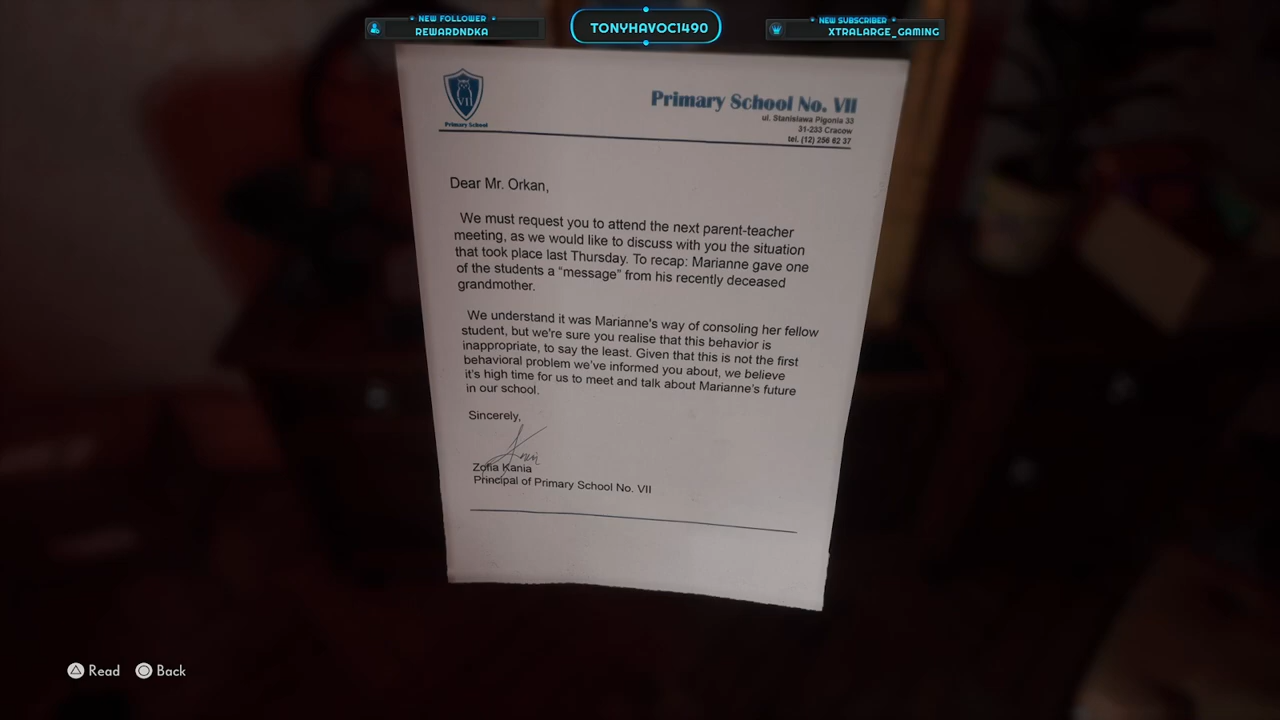 NEW FOLLOWER
REWARDNDKA
TONYHAVOC1490
NEW SUBSCRIBER
XTRALARGE_GAMING
VII
Primary School
Primary School No. VII
ul. Stanislawa Pigonia 33
31-233 Cracow
tel. (12) 256 62 37
Dear Mr. Orkan,
We must request you to attend the next parent-teacher
meeting, as we would like to discuss with you the situation
that took place last Thursday. To recap: Marianne gave one
of the students a “message” from his recently deceased
grandmother.
We understand it was Marianne's way of consoling her fellow
student, but we're sure you realise that this behavior is
inappropriate, to say the least. Given that this is not the first
behavioral problem we've informed you about, we believe
it's high time for us to meet and talk about Marianne's future
in our school.
Sincerely,
Zofia Kania
Principal of Primary School No. VII
Read
Back